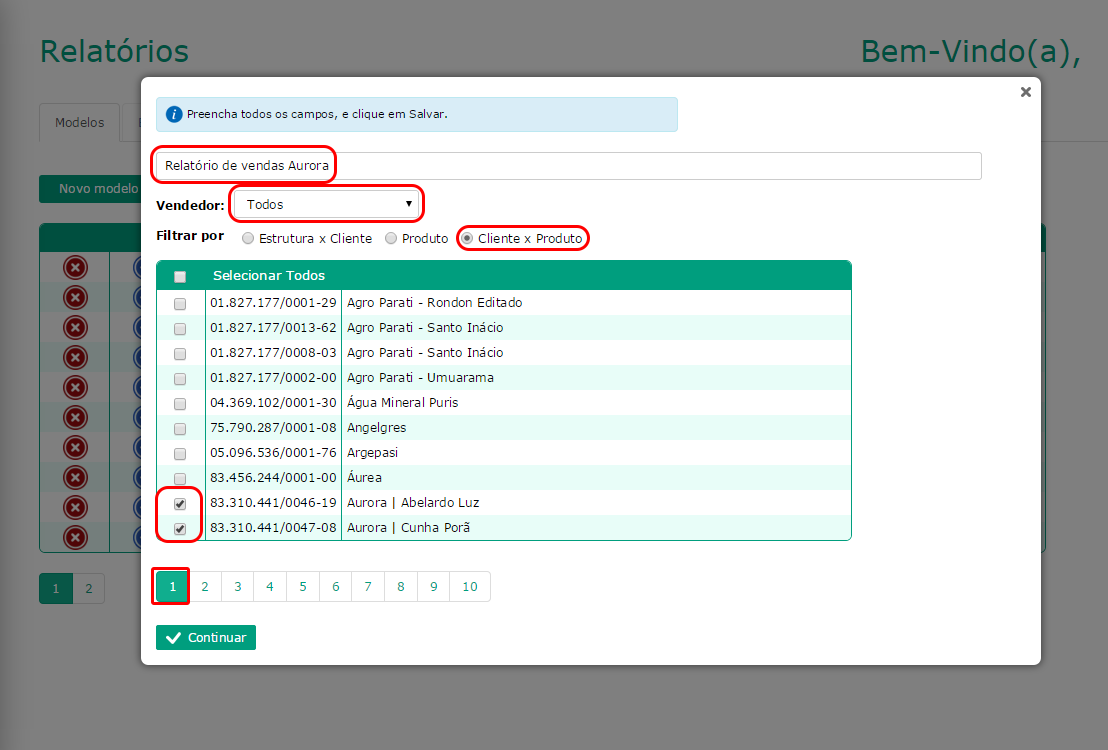 Relatórios
Bem-Vindo(a),
Modelos
Novo modelo
Preencha todos os campos, e clique em Salvar.
Relatório de vendas Aurora
Vendedor: Todos
Filtrar por Estrutura x Cliente Produto Cliente x Produto
Selecionar Todos
01.827.177/0001-29 Agro Parati - Rondon Editado
01.827.177/0013-62 Agro Parati - Santo Inácio
01.827.177/0008-03 Agro Parati - Santo Inácio
01.827.177/0002-00 Agro Parati - Umuarama
04.369.102/0001-30 Água Mineral Puris
75.790.287/0001-08 Angelgres
05.096.536/0001-76 Argepasi
83.456.244/0001-00 Áurea
83.310.441/0046-19 Aurora | Abelardo Luz
83.310.441/0047-08 Aurora | Cunha Porã
1 2 3 4 5 6 7 8 9 10
1 2
Continuar